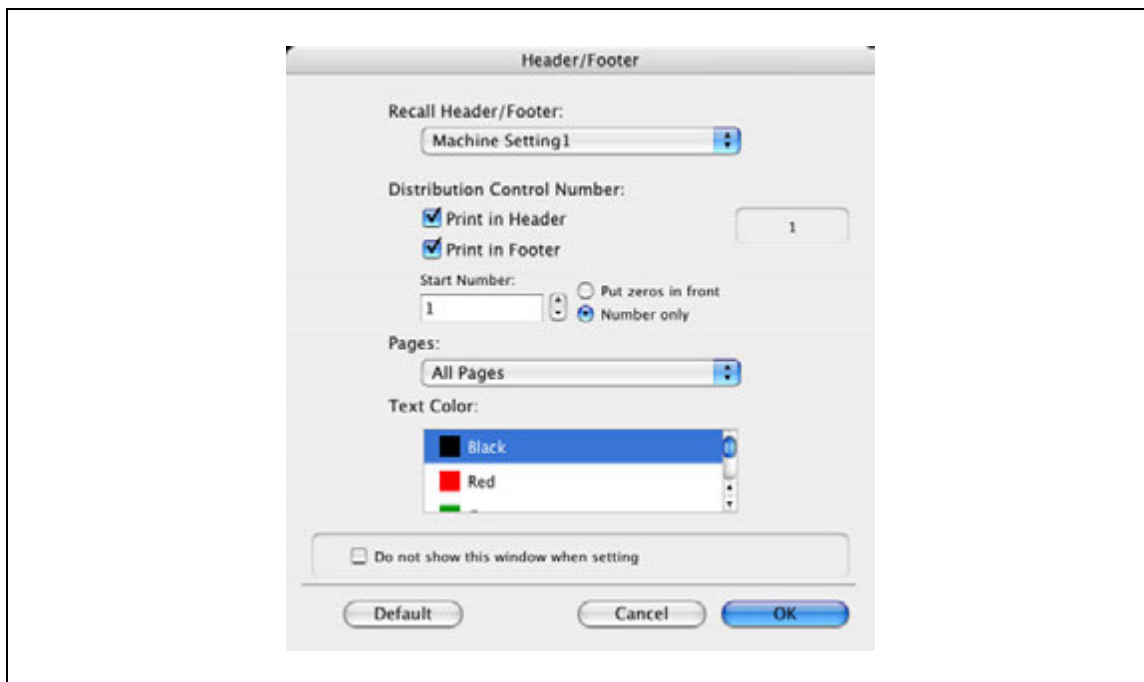 Header/Footer
Recall Header/Footer:
Machine Setting1
Distribution Control Number:
Print in Header
1
Print in Footer
Start Number:
Put zeros in front
1
Number only
Pages:
All Pages
Text Color:
Black
Red
Do not show this window when setting
Default
Cancel
OK